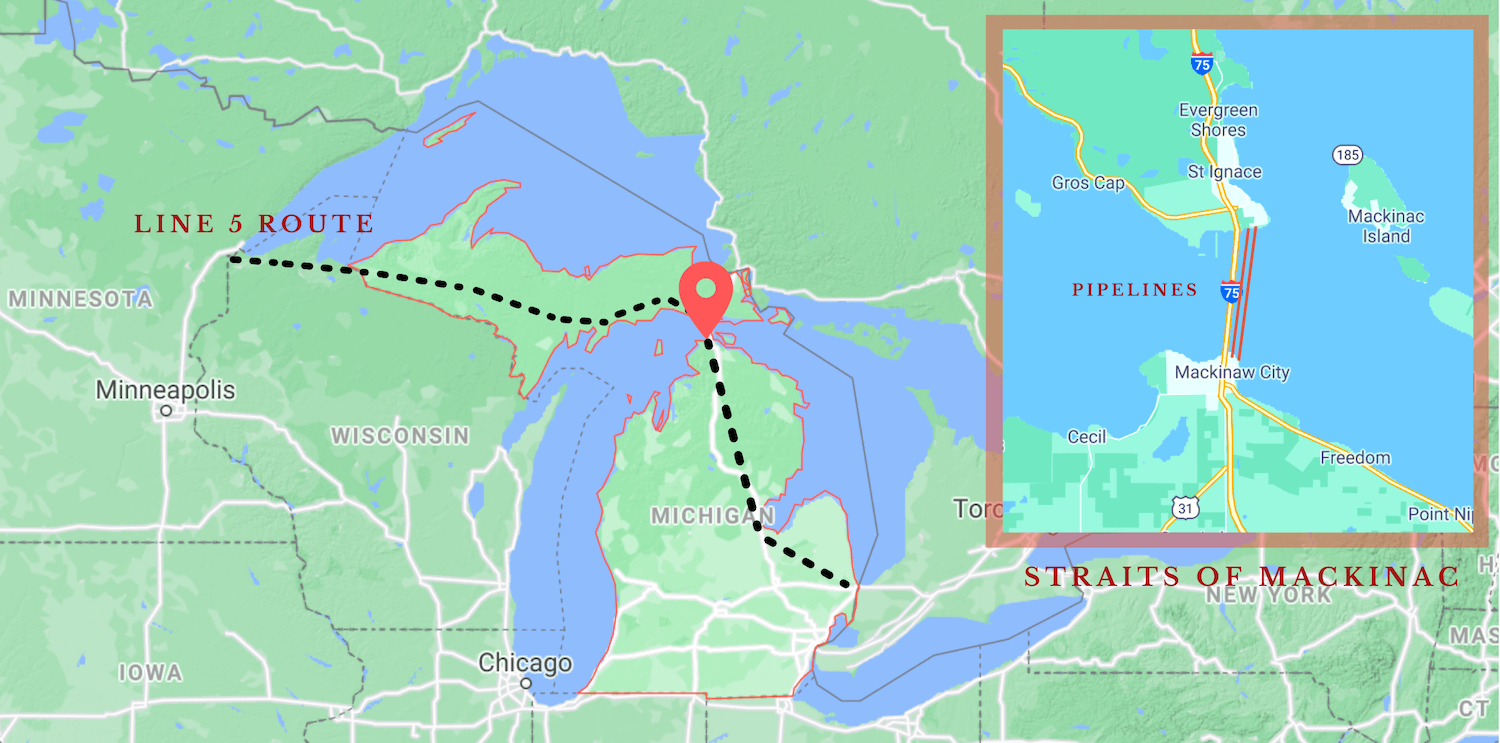 LINE 5 ROUTE
MINNESOTA
Minneapolis
WISCONSIN
MICHIGAN
IOWA
Chicago
75
Evergreen
Shores
185
St Ignace
Gros Cap
Mackinac
Island
PIPELINES
75
Mackinaw City
Cecil
Freedom
31
Point Nip
Toro
STRAITS OF MACKINAC
NEW YORK
MAS
CT